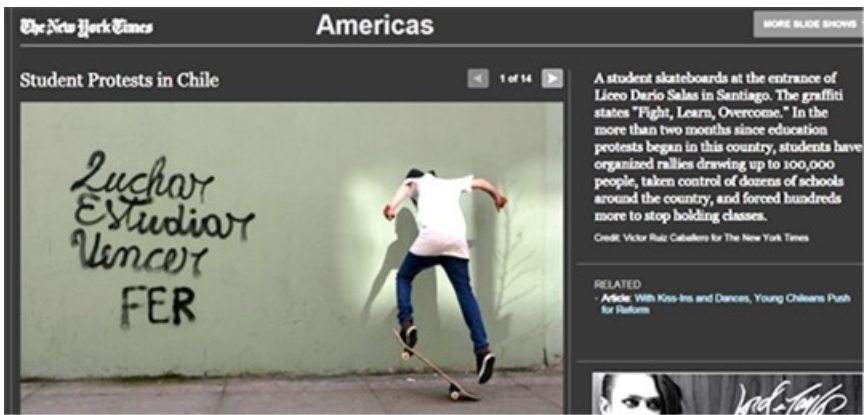 The New York Times
Americas
MORE SLIDE SHOWS
Student Protests in Chile
1 of 14
Luchar
Estudiar
Vencer
FER
A student skateboards at the entrance of
Liceo Dario Salas in Santiago. The graffiti
states "Fight, Learn, Overcome." In the
more than two months since education
protests began in this country, students have
organized rallies drawing up to 100,000
people, taken control of dozens of schools
around the country, and forced hundreds
more to stop holding classes.
Credit: Victor Ruiz Caballero for The New York Times
RELATED
· Article: With Kiss-Ins and Dances, Young Chileans Push
for Reform
Lord & Taylor